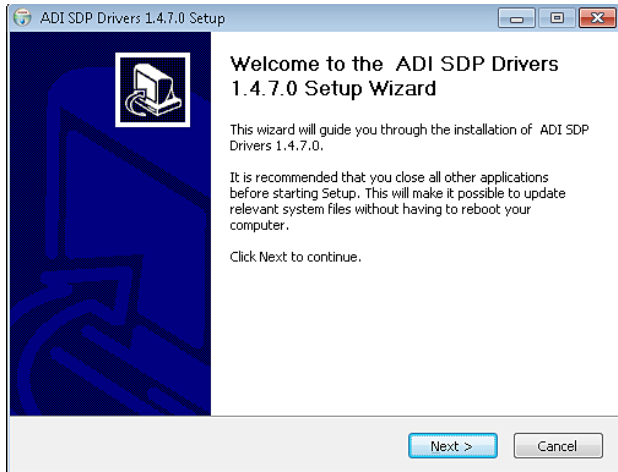 ADI SDP Drivers 1.4.7.0 Setup
Welcome to the ADI SDP Drivers
1.4.7.0 Setup Wizard
This wizard will guide you through the installation of ADI SDP
Drivers 1.4.7.0.
It is recommended that you close all other applications
before starting Setup. This will make it possible to update
relevant system files without having to reboot your
computer.
Click Next to continue.
Next >
Cancel